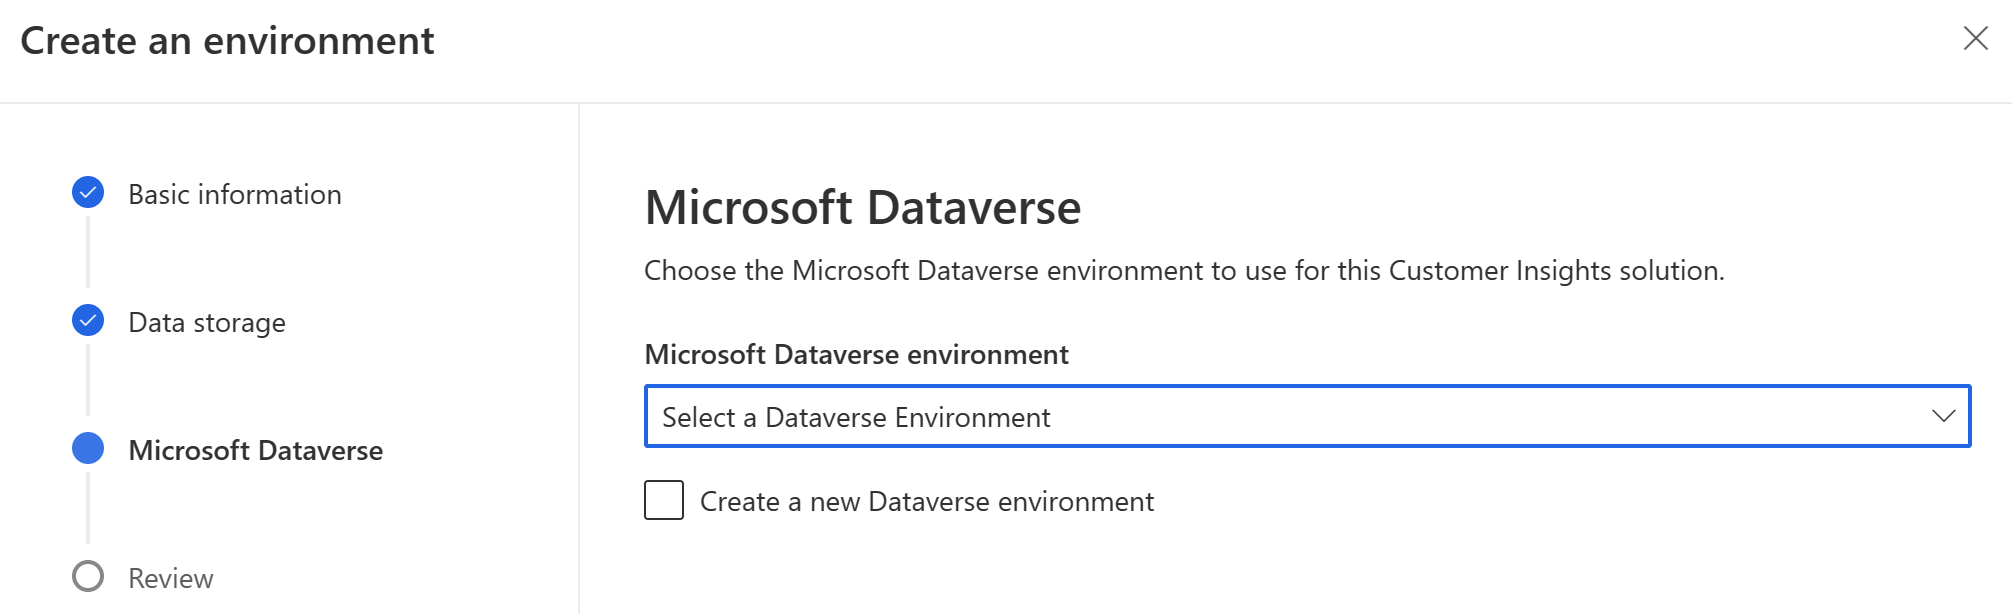 Create an environment
Basic information
Data storage
Microsoft Dataverse
Review
Microsoft Dataverse
Choose the Microsoft Dataverse environment to use for this Customer Insights solution.
Microsoft Dataverse environment
Select a Dataverse Environment
Create a new Dataverse environment